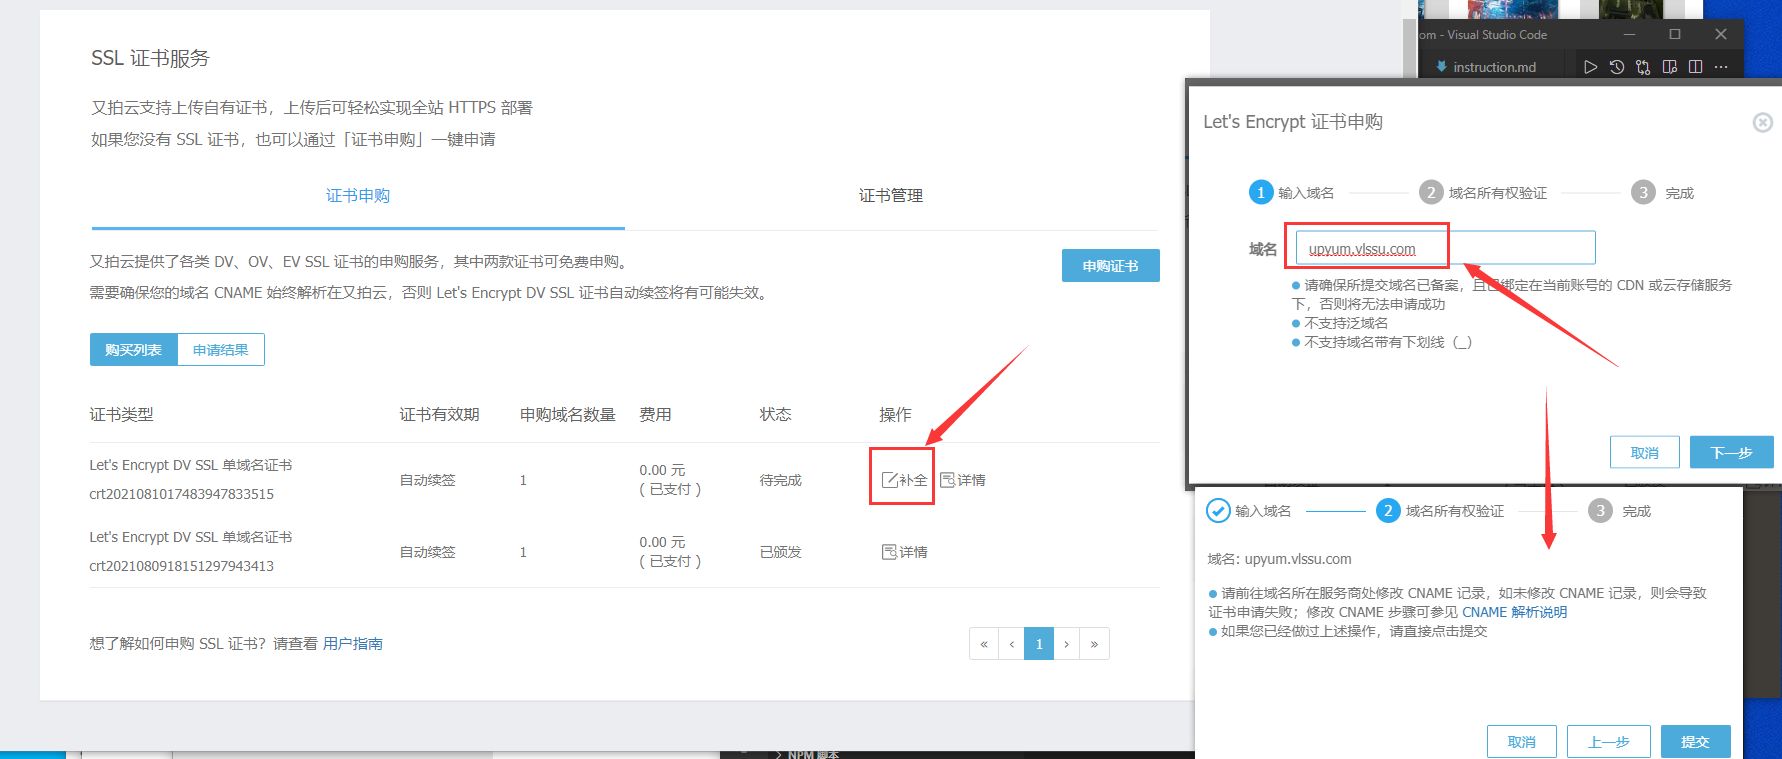 SSL 证书服务
又拍云支持上传自有证书，上传后可轻松实现全站 HTTPS 部署
如果您没有 SSL 证书，也可以通过「证书申购」一键申请
证书申购
证书管理
又拍云提供了各类 DV、OV、EV SSL 证书的申购服务，其中两款证书可免费申购。
需要确保您的域名 CNAME 始终解析在又拍云，否则 Let's Encrypt DV SSL 证书自动续签将有可能失效。
申购证书
购买列表 申请结果
证书类型 证书有效期 申购域名数量 费用 状态 操作
Let's Encrypt DV SSL 单域名证书
crt2021081017483947833515
自动续签 1
0.00 元
( 已支付 )
待完成 补全 详情
Let's Encrypt DV SSL 单域名证书
crt2021080918151297943413
自动续签 1
0.00 元
( 已支付 )
已颁发 详情
想了解如何申购 SSL 证书？请查看 用户指南
« ‹ 1 › »
NPM 脚本
om - Visual Studio Code
instruction.md
Let's Encrypt 证书申购
1 输入域名 2 域名所有权验证 3 完成
域名 upyum.vlssu.com
请确保所提交域名已备案，且已绑定在当前账号的 CDN 或云存储服务
下，否则将无法申请成功
不支持泛域名
不支持域名带有下划线（_）
取消 下一步
输入域名 2 域名所有权验证 3 完成
域名: upyum.vlssu.com
请前往域名所在服务商处修改 CNAME 记录，如未修改 CNAME 记录，则会导致
证书申请失败；修改 CNAME 步骤可参见 CNAME 解析说明
如果您已经做过上述操作，请直接点击提交
取消 上一步 提交